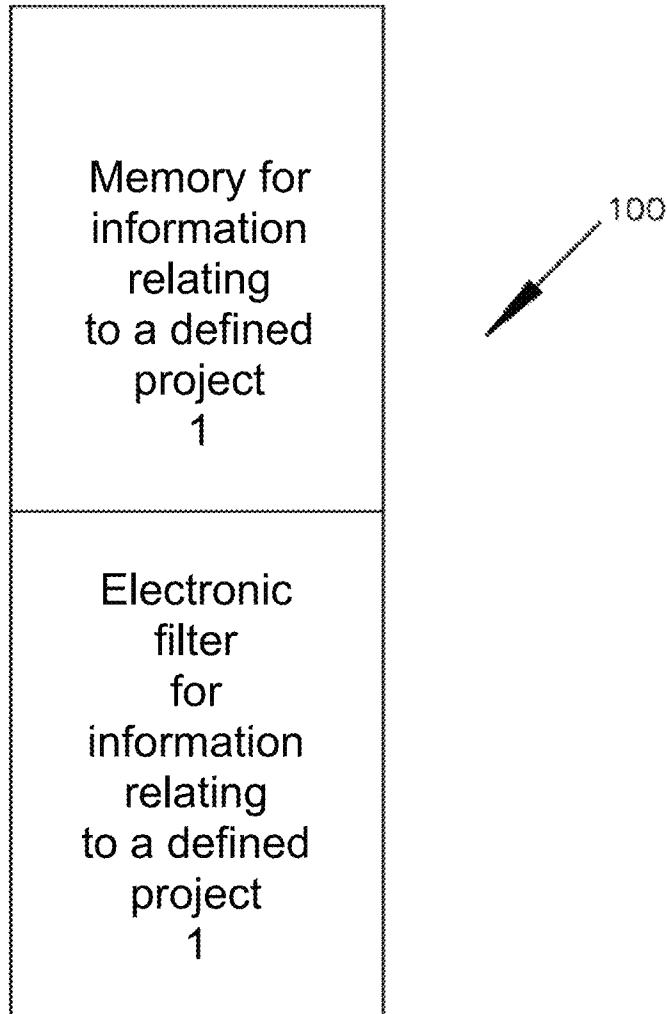 Memory for
information
relating
to a defined
project
1
100
Electronic
filter
for
information
relating
to a defined
project
1